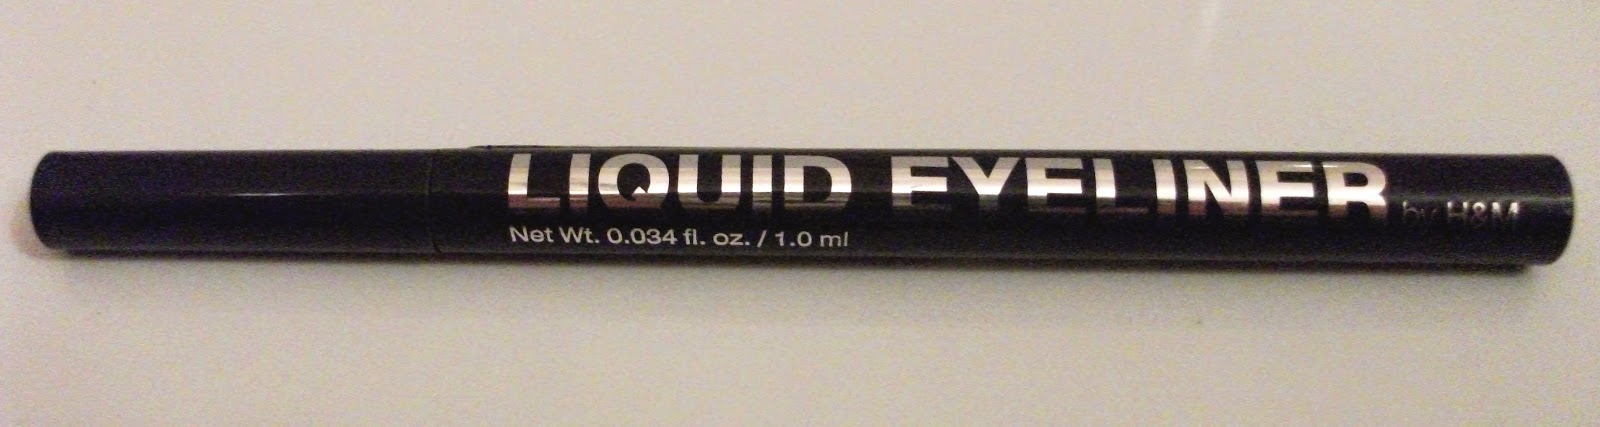 LIQUID EYELINER by H&M
Net Wt. 0.034 fl. oz. / 1.0 ml